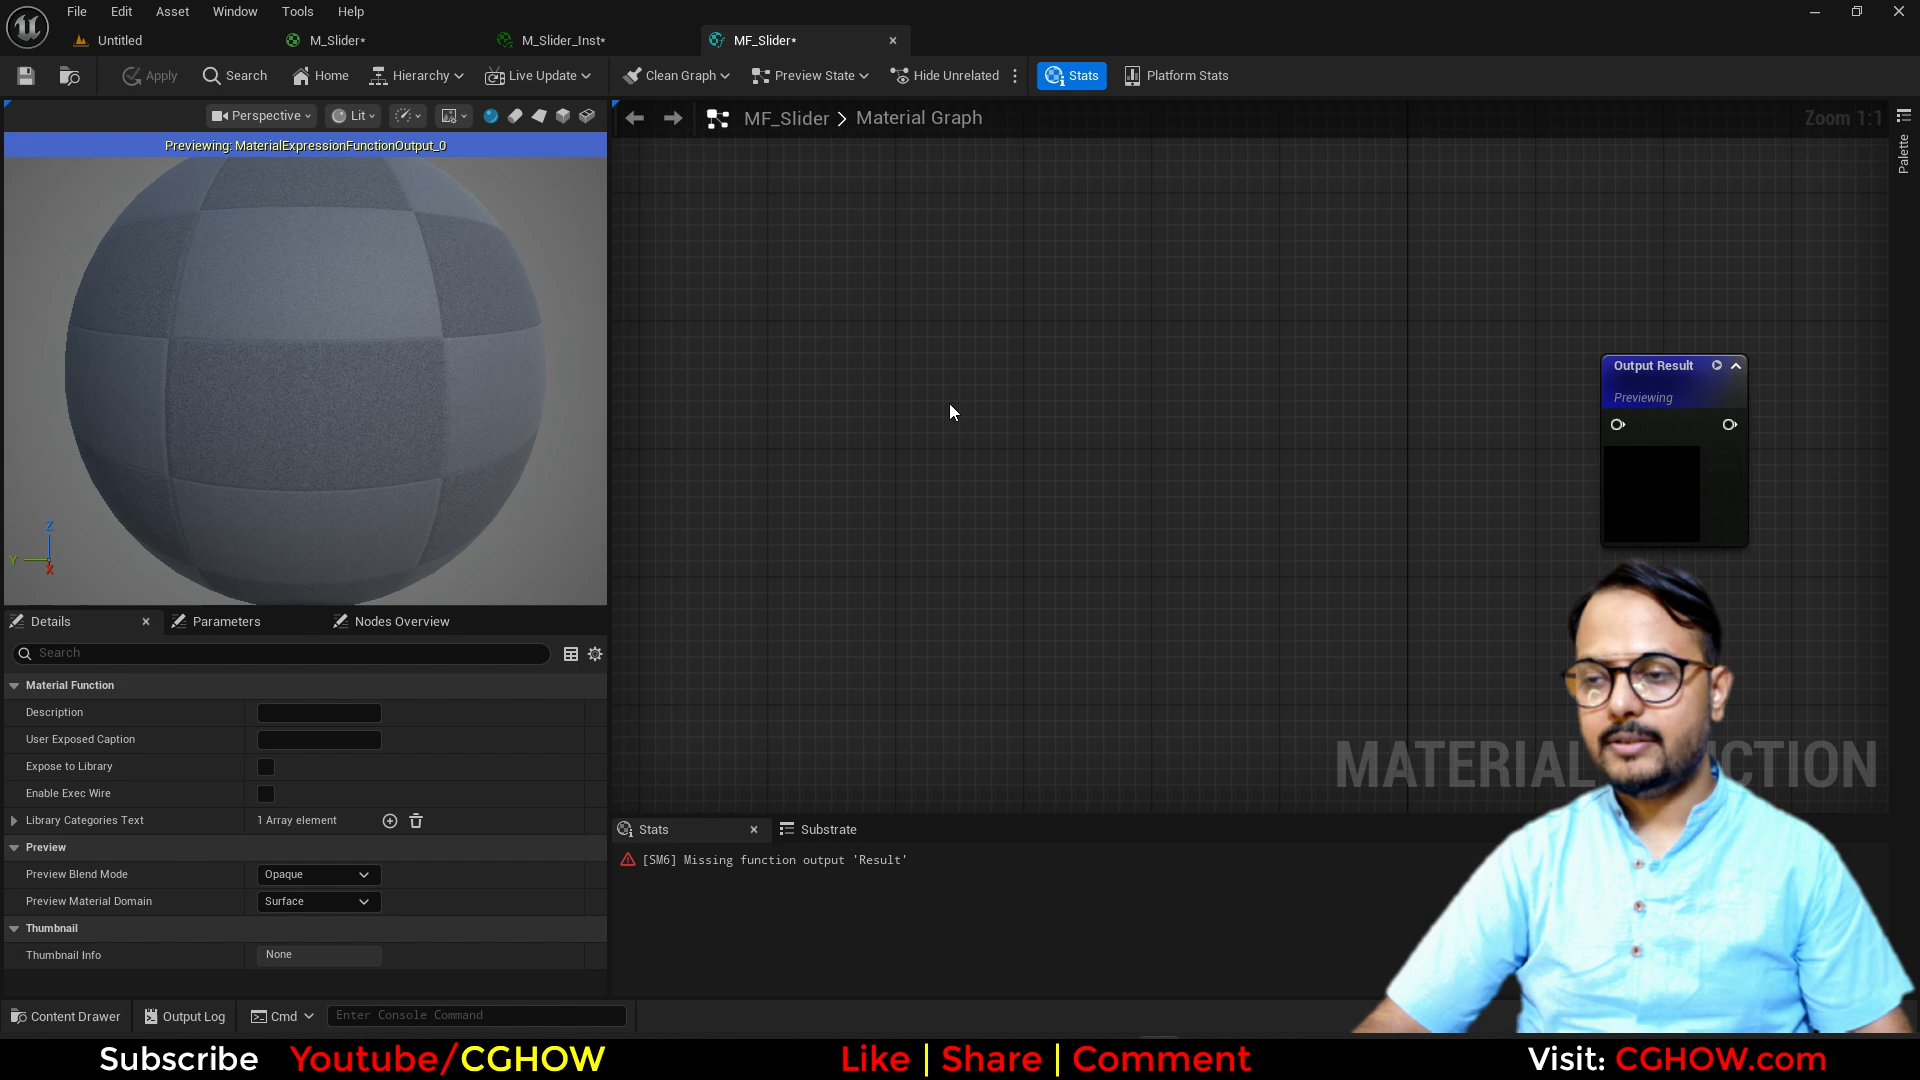 File Edit Asset Window Tools Help
Untitled M_Slider* M_Slider_Inst* MF_Slider*
Apply Search Home Hierarchy Live Update Clean Graph Preview State Hide Unrelated Stats Platform Stats
Perspective Lit
MF_Slider > Material Graph
Zoom 1:1
Palette
Previewing: MaterialExpressionFunctionOutput_0
Output Result
Previewing
Z
Y
X
MATERIAL
CTION
Details Parameters Nodes Overview
Search
Material Function
Description
User Exposed Caption
Expose to Library
Enable Exec Wire
Library Categories Text 1 Array element
Preview
Preview Blend Mode Opaque
Preview Material Domain Surface
Thumbnail
Thumbnail Info None
Stats Substrate
[SM6] Missing function output 'Result'
Content Drawer Output Log Cmd Enter Console Command
Subscribe Youtube/CGHOW Like | Share | Comment Visit: CGHOW.com